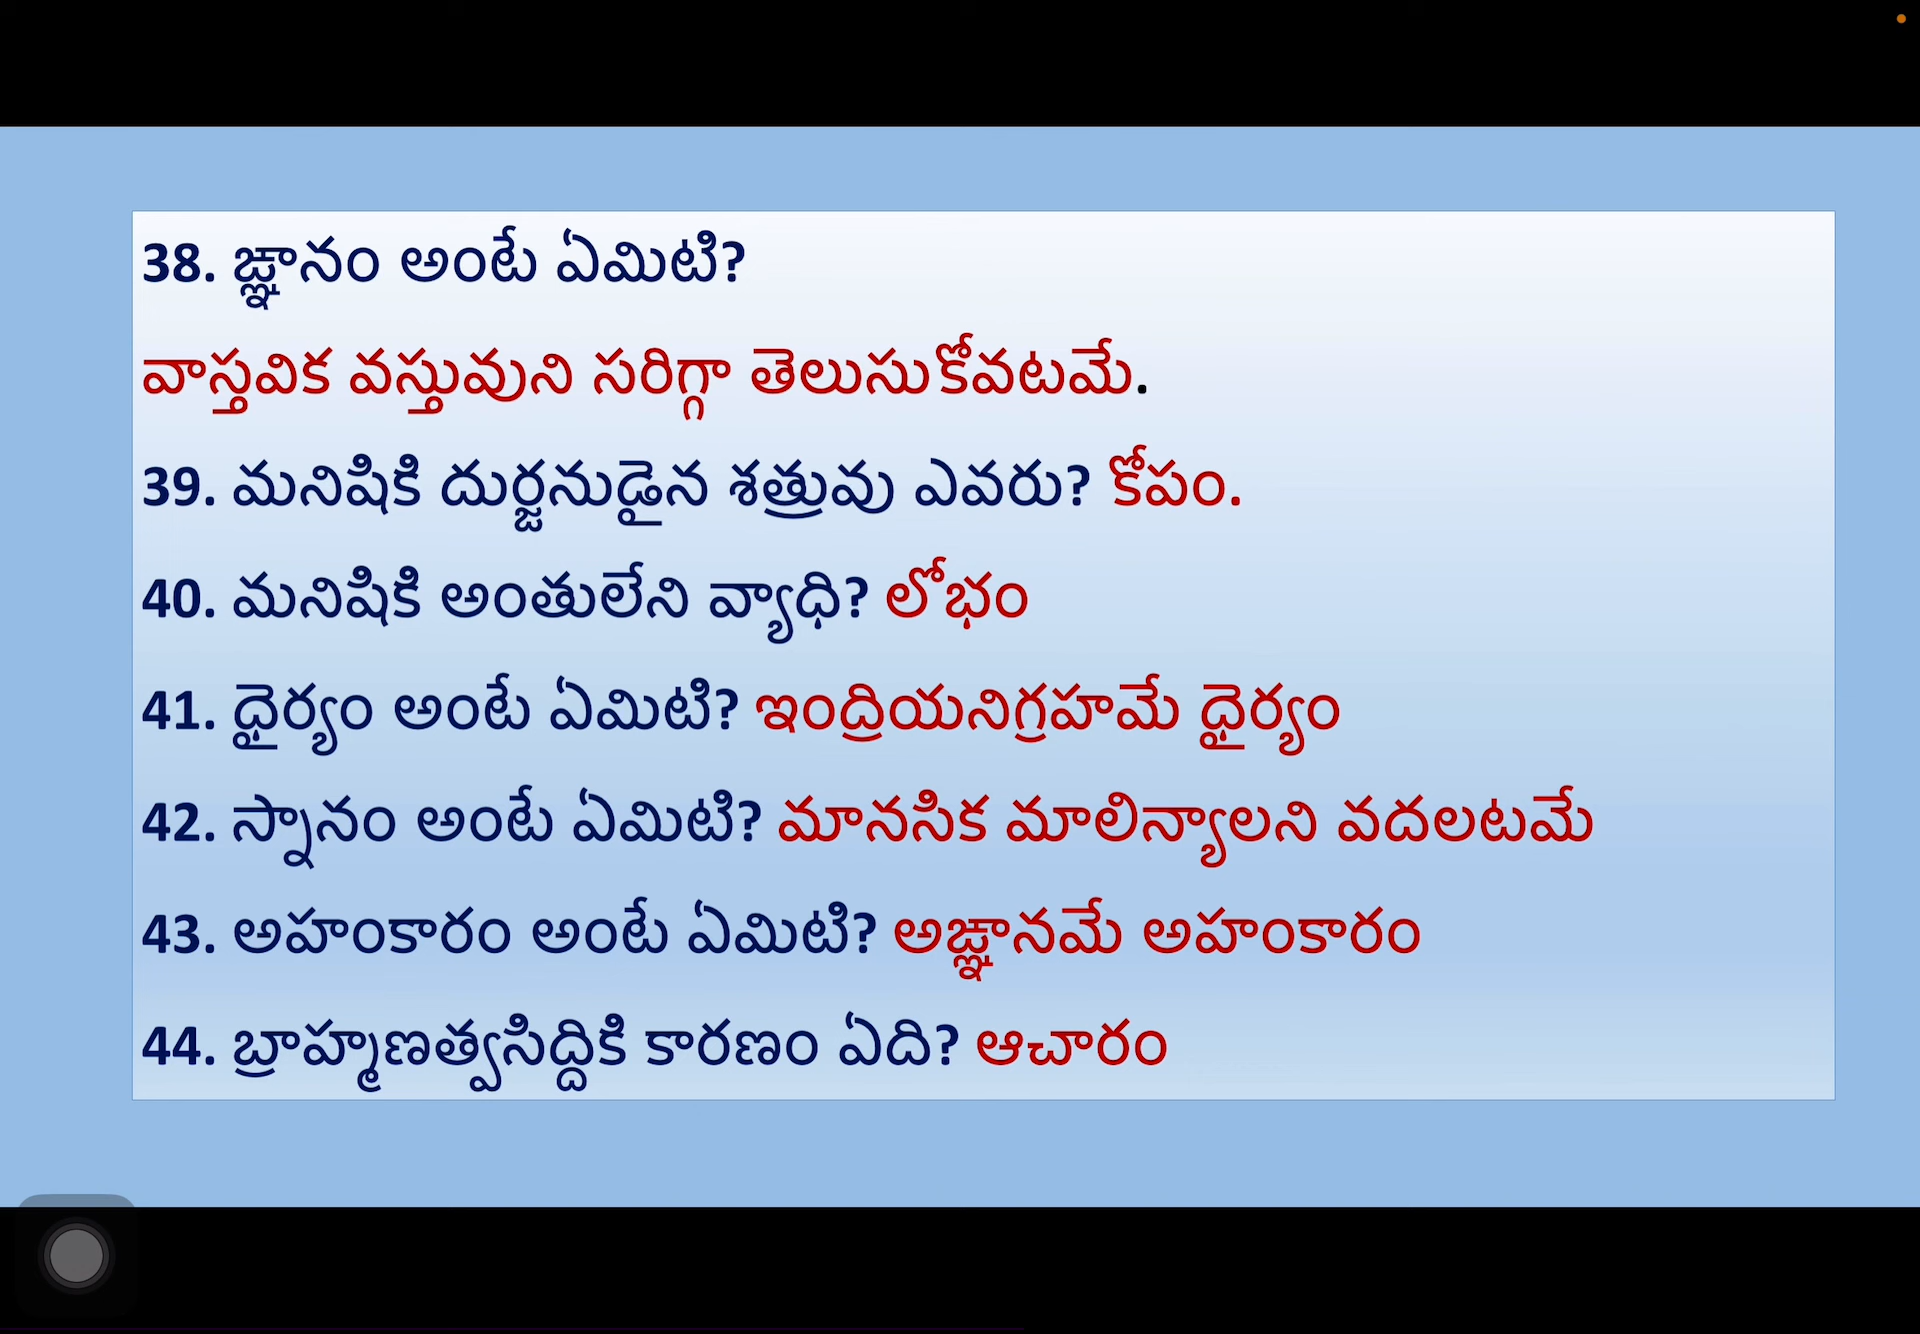 38. ఙ్ఞానం అంటే ఏమిటి?
వాస్తవిక వస్తువుని సరిగ్గా తెలుసుకోవటమే.
39. మనిషికి దుర్జనుడైన శత్రువు ఎవరు? కోపం.
40. మనిషికి అంతులేని వ్యాధి? లోభం
41. ధైర్యం అంటే ఏమిటి? ఇంద్రియనిగ్రహమే ధైర్యం
42. స్నానం అంటే ఏమిటి? మానసిక మాలిన్యాలని వదలటమే
43. అహంకారం అంటే ఏమిటి? అఙ్ఞానమే అహంకారం
44. బ్రాహ్మణత్వసిద్దికి కారణం ఏది? ఆచారం